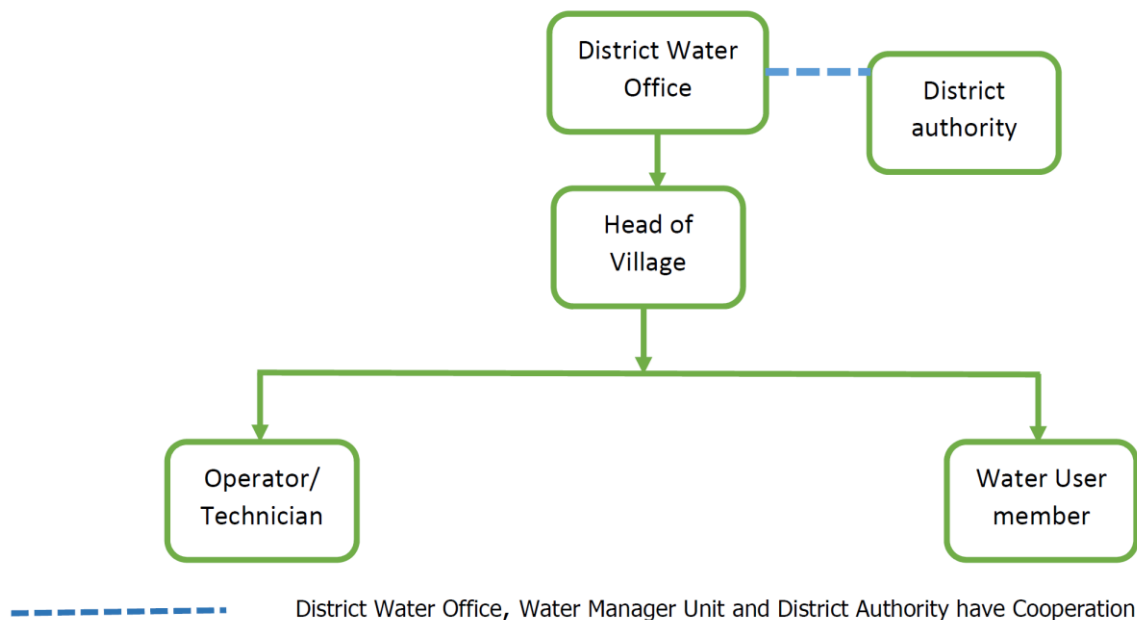 District Water
Office
District
authority
Head of
Village
Operator/
Technician
Water User
member
District Water Office, Water Manager Unit and District Authority have Cooperation